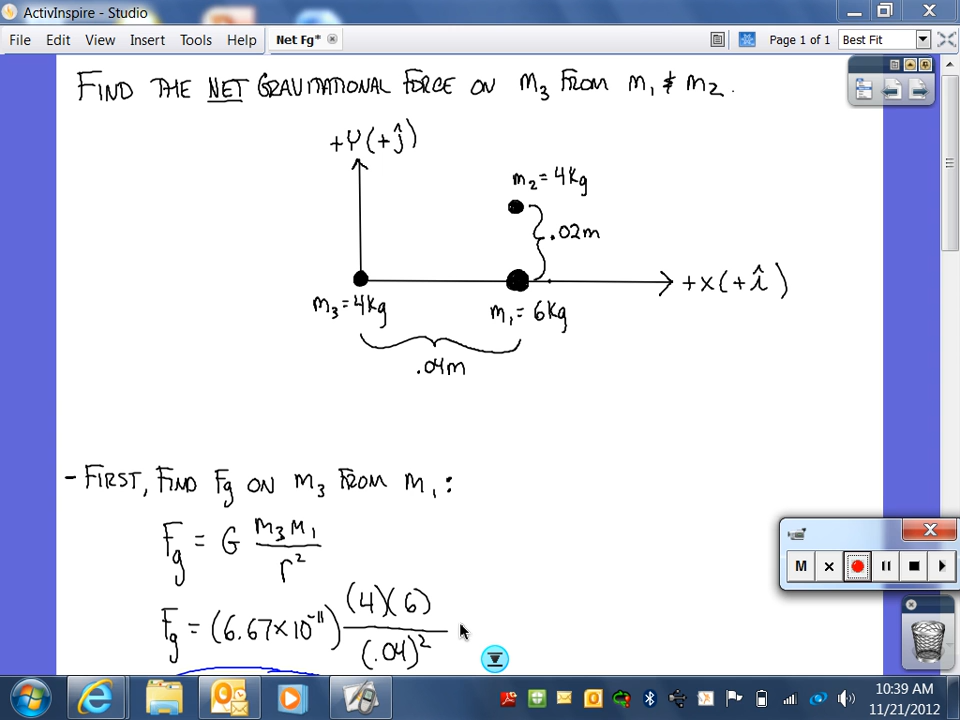 ActivInspire - Studio
File Edit View Insert Tools Help Net Fg* Page 1 of 1 Best Fit
FIND THE NET GRAVITATIONAL FORCE ON m₃ FROM m₁ & m₂.
+Y(+ĵ)
m₂ = 4Kg
.02m
+X(+î)
m₃ = 4Kg
m₁ = 6Kg
.04m
- FIRST, FIND Fg ON m₃ FROM m₁:
Fg = G m₃m₁/r²
Fg = (6.67×10⁻¹¹) (4)(6)/(.04)²
M
10:39 AM
11/21/2012